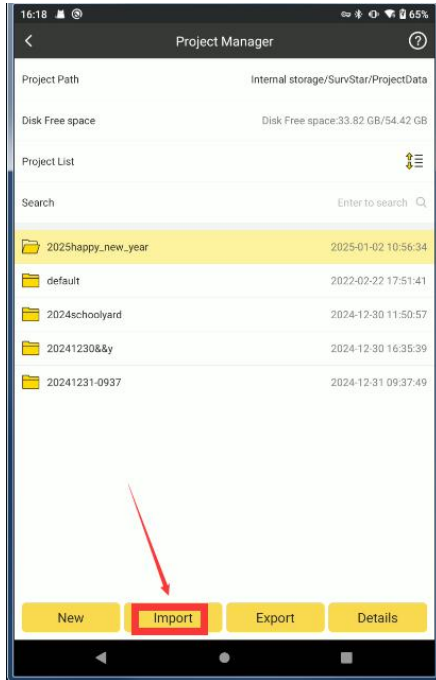 16:18 65%
Project Manager
Project Path Internal storage/SurvStar/ProjectData
Disk Free space Disk Free space:33.82 GB/54.42 GB
Project List
Search Enter to search
2025happy_new_year 2025-01-02 10:56:34
default 2022-02-22 17:51:41
2024schoolyard 2024-12-30 11:50:57
20241230&&y 2024-12-30 16:35:39
20241231-0937 2024-12-31 09:37:49
New Import Export Details